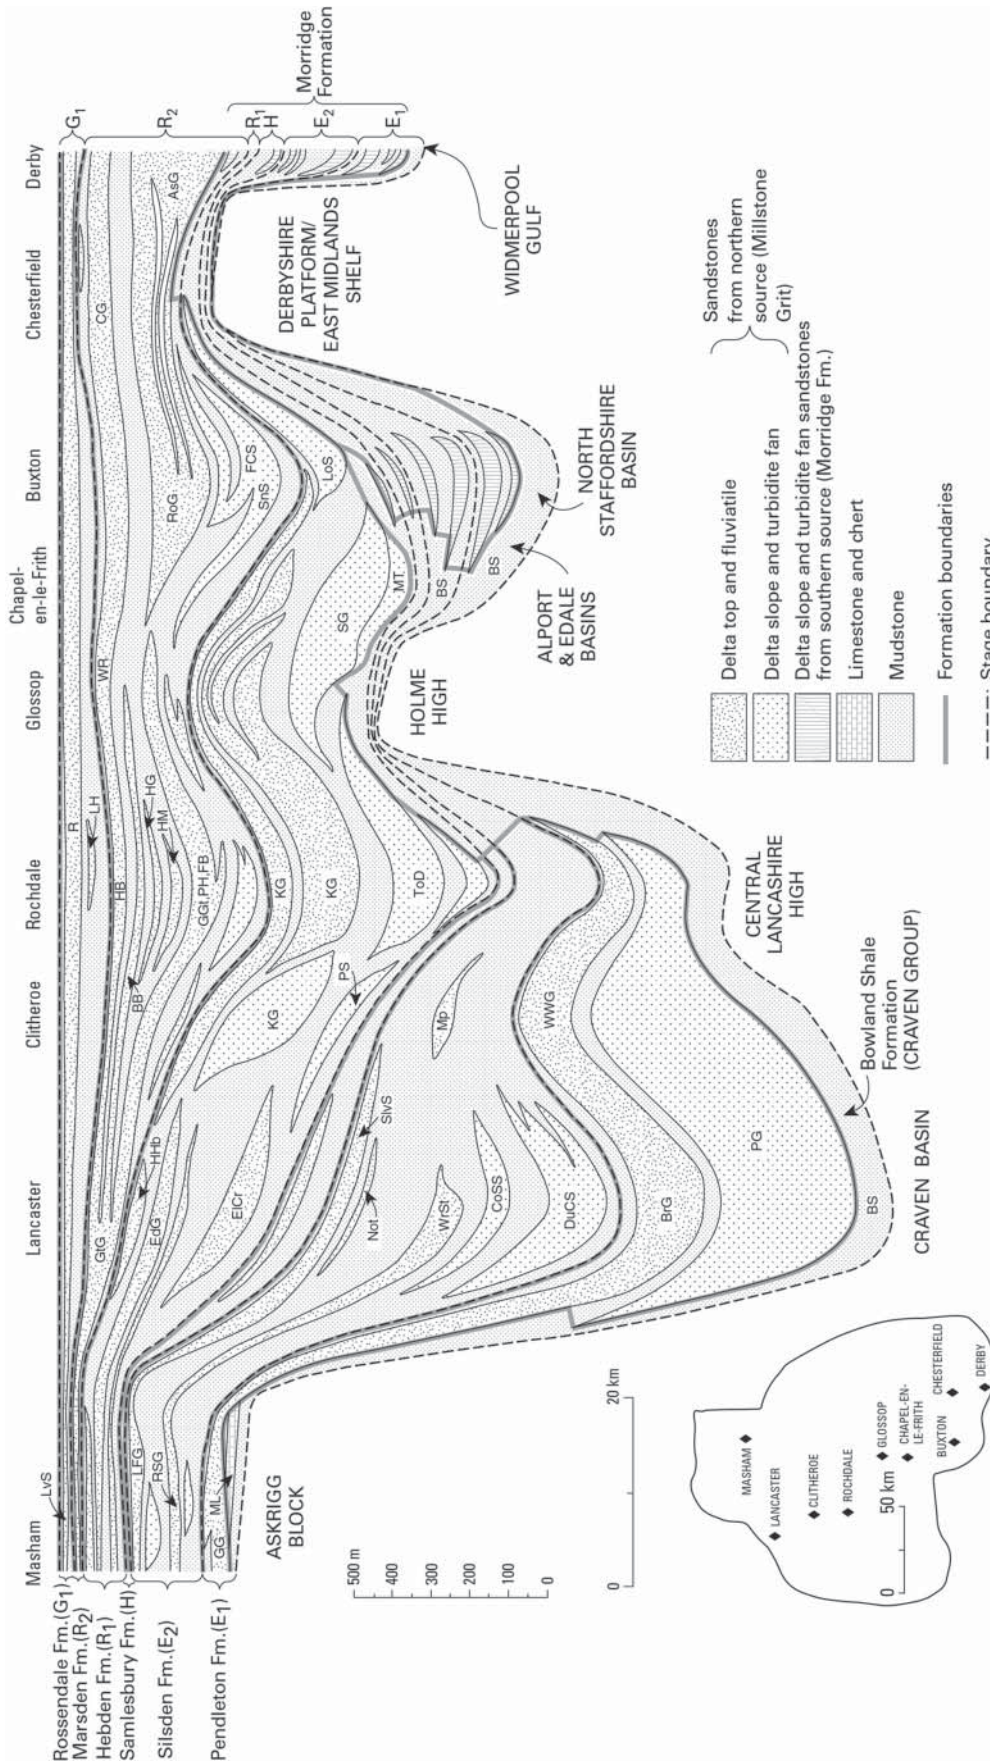 Masham
Lancaster
Clitheroe
Rochdale
Glossop
Chapel-
en-le-Frith
Buxton
Chesterfield
Derby
Rossendale Fm.(G1)
Marsden Fm.(R2)
Hebden Fm.(R1)
Samlesbury Fm.(H)
Silsden Fm.(E2)
Pendleton Fm.(E1)
LvS
LFG
RSG
ML
GG
GtG
HHb
EdG
ElCr
Not
SlvS
WrSt
CoSS
DuCS
BrG
PG
BS
BB
KG
PS
Mp
WWG
R
LH
HB
HG
HM
GGt,PH,FB
KG
KG
ToD
WR
SG
MT
BS
BS
RoG
FCS
SnS
LoS
CG
AsG
G1
R2
R1
H
E2
E1
Morridge
Formation
ASKRIGG
BLOCK
CRAVEN BASIN
Bowland Shale
Formation
(CRAVEN GROUP)
CENTRAL
LANCASHIRE
HIGH
HOLME
HIGH
ALPORT
& EDALE
BASINS
NORTH
STAFFORDSHIRE
BASIN
DERBYSHIRE
PLATFORM/
EAST MIDLANDS
SHELF
WIDMERPOOL
GULF
500 m
400
300
200
100
0
0
20 km
MASHAM
LANCASTER
CLITHEROE
ROCHDALE
GLOSSOP
CHAPEL-EN-
LE-FRITH
BUXTON
CHESTERFIELD
DERBY
0
50 km
Delta top and fluviatile
Delta slope and turbidite fan
Sandstones
from northern
source (Millstone
Grit)
Delta slope and turbidite fan sandstones
from southern source (Morridge Fm.)
Limestone and chert
Mudstone
Formation boundaries
Stage boundary